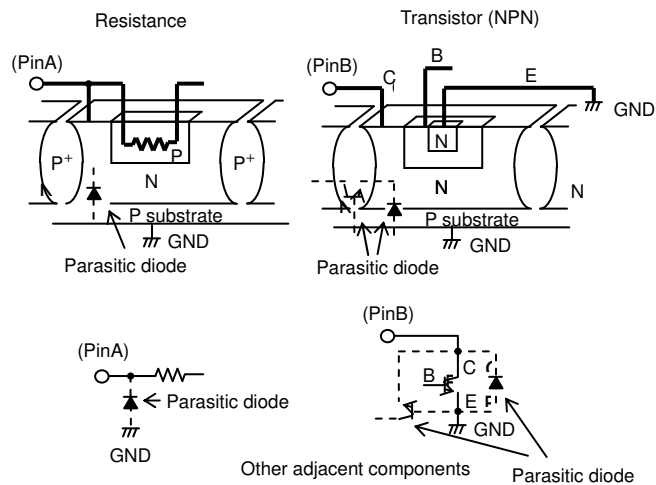 Resistance
Transistor (NPN)
(PinA)
(PinB)
C
B
E
GND
P+
P
P+
N
N
N
N
P substrate
GND
Parasitic diode
P substrate
GND
Parasitic diode
(PinA)
Parasitic diode
GND
(PinB)
C
B
E
GND
Other adjacent components
Parasitic diode